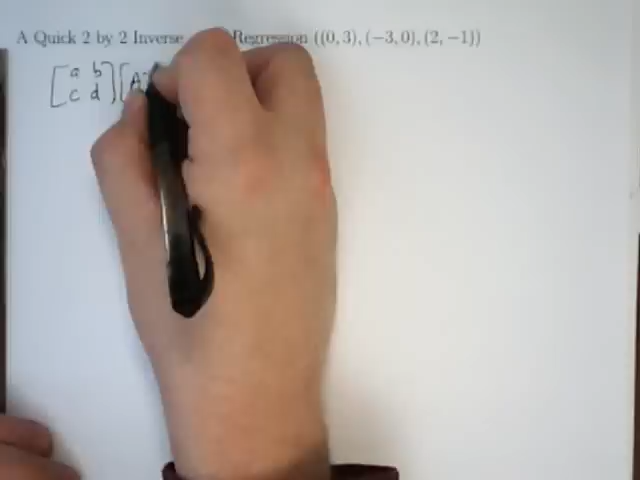 A Quick 2 by 2 Inverse Regression ((0, 3), (−3, 0), (2, −1))
[a b
c d] [A